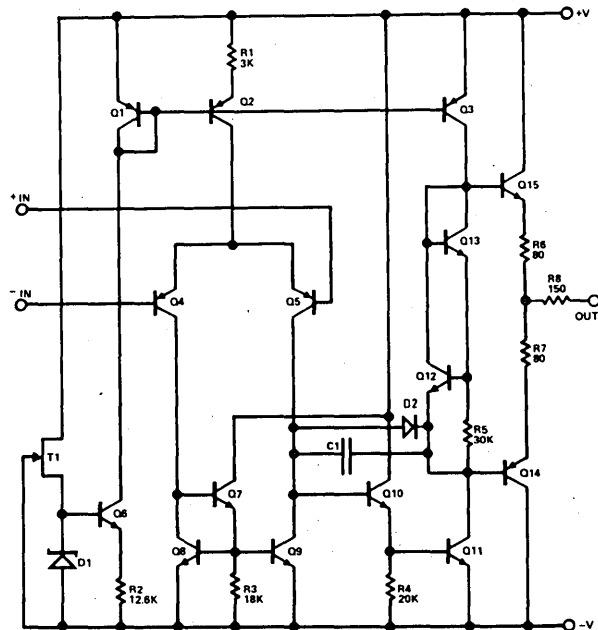 +V
R1
3K
Q1
Q2
Q3
+ IN
Q15
Q13
R6
80
R8
150
OUT
− IN
Q4
Q5
R7
80
Q12
D2
R5
30K
C1
T1
Q6
Q7
Q10
Q14
D1
Q8
Q9
Q11
R2
12.6K
R3
18K
R4
20K
−V